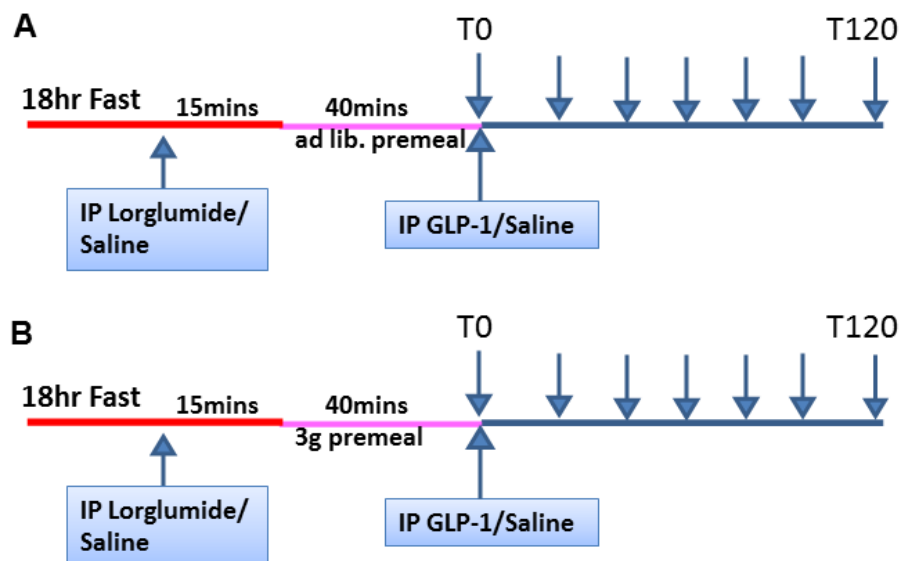 A
T0
T120
18hr Fast
15mins
40mins
ad lib. premeal
IP Lorglumide/
Saline
IP GLP-1/Saline
B
T0
T120
18hr Fast
15mins
40mins
3g premeal
IP Lorglumide/
Saline
IP GLP-1/Saline